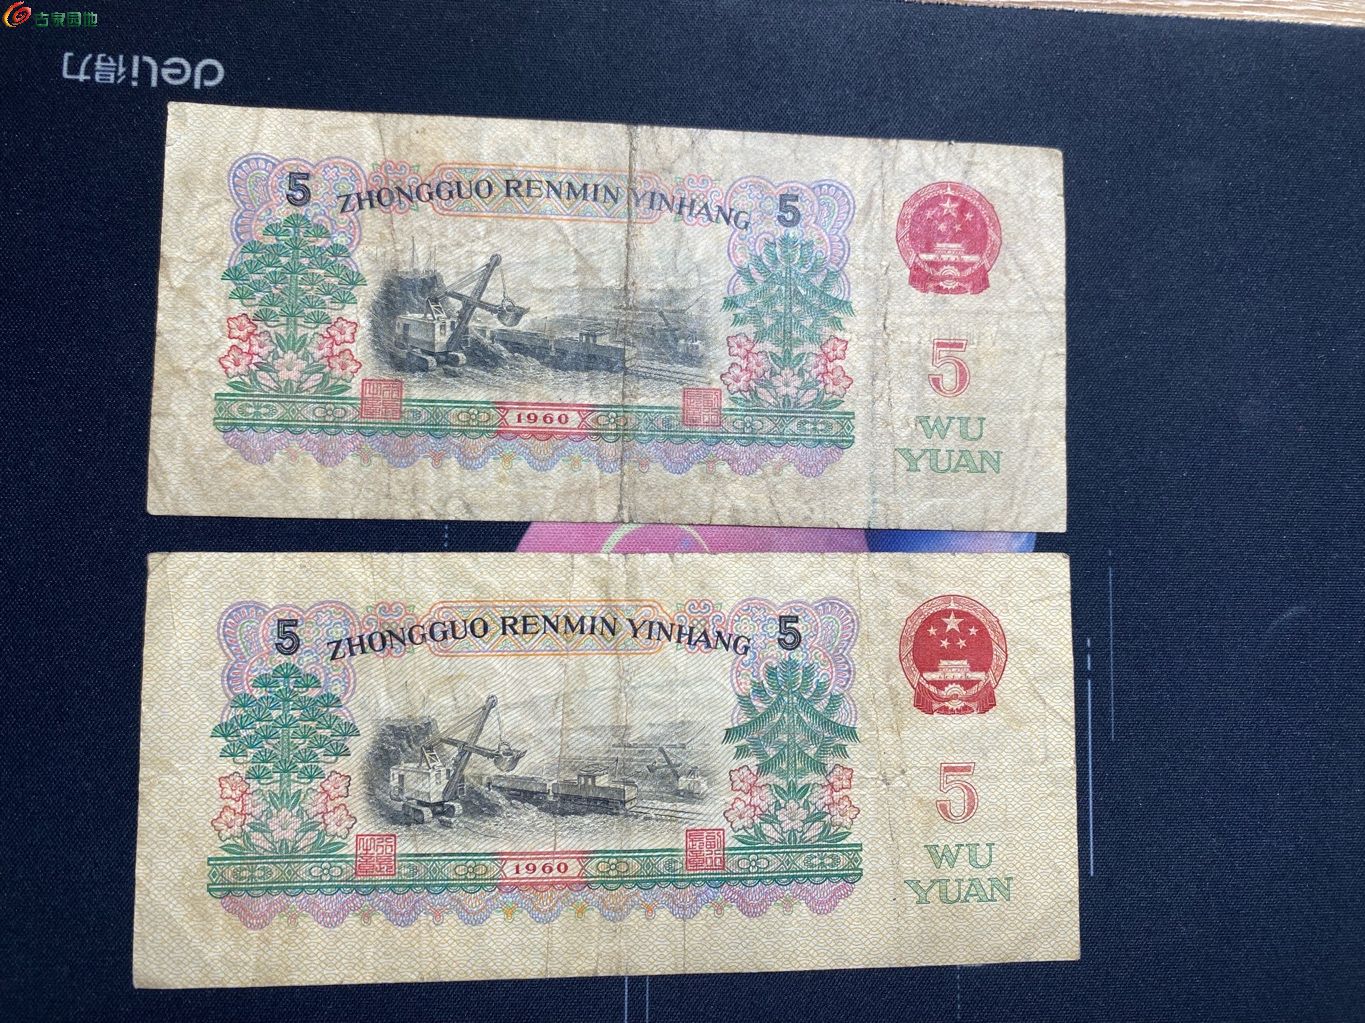 古泉园地
deli得力
5 ZHONGGUO RENMIN YINHANG 5
1960
5
WU
YUAN
5 ZHONGGUO RENMIN YINHANG 5
1960
5
WU
YUAN